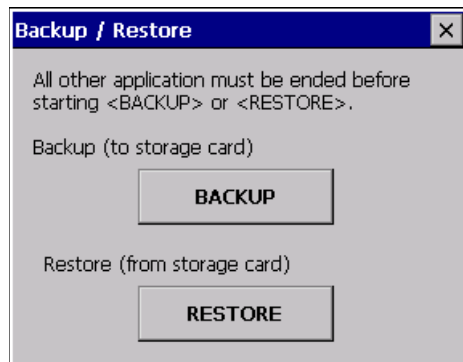 Backup / Restore
All other application must be ended before
starting <BACKUP> or <RESTORE>.
Backup (to storage card)
BACKUP
Restore (from storage card)
RESTORE